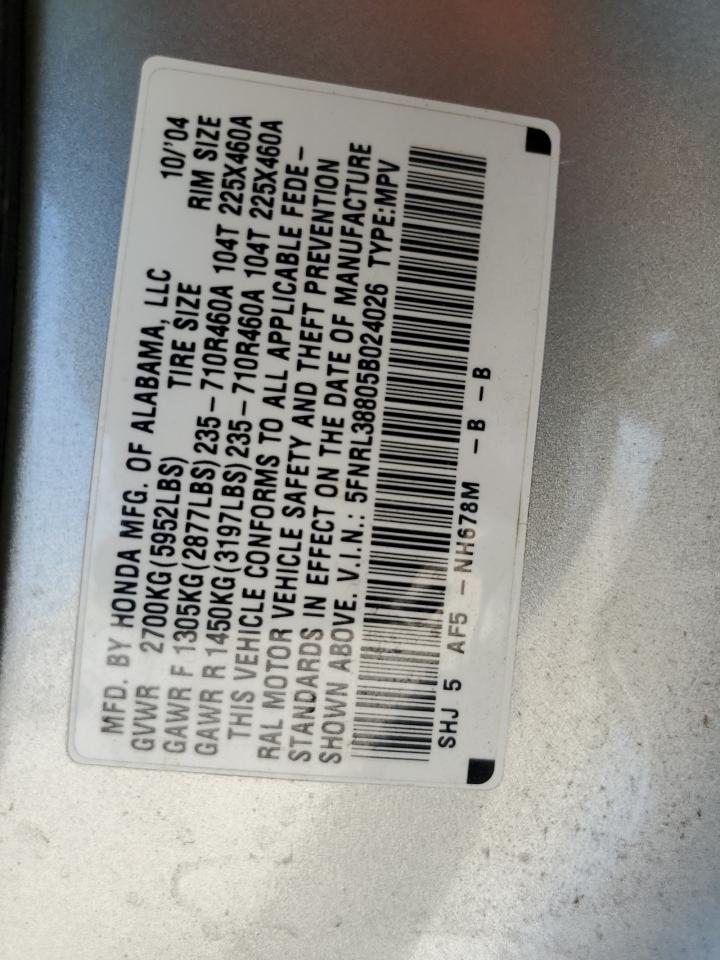 MFD. BY HONDA MFG. OF ALABAMA, LLC 10/'04
GVWR 2700KG(5952LBS) TIRE SIZE RIM SIZE
GAWR F 1305KG(2877LBS)235-710R460A 104T 225X460A
GAWR R 1450KG(3197LBS)235-710R460A 104T 225X460A
THIS VEHICLE CONFORMS TO ALL APPLICABLE FEDE-
RAL MOTOR VEHICLE SAFETY AND THEFT PREVENTION
STANDARDS IN EFFECT ON THE DATE OF MANUFACTURE
SHOWN ABOVE. V.I.N.: 5FNRL38805B024026 TYPE:MPV
SHJ 5 AF5 -NH678M -B -B